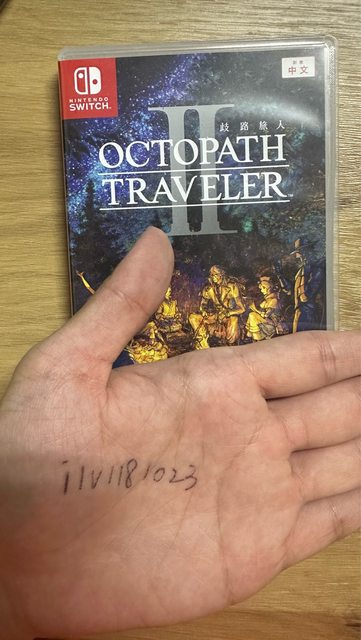 NINTENDO
SWITCH
中文
歧路旅人
II
OCTOPATH
TRAVELER
i1v1181023